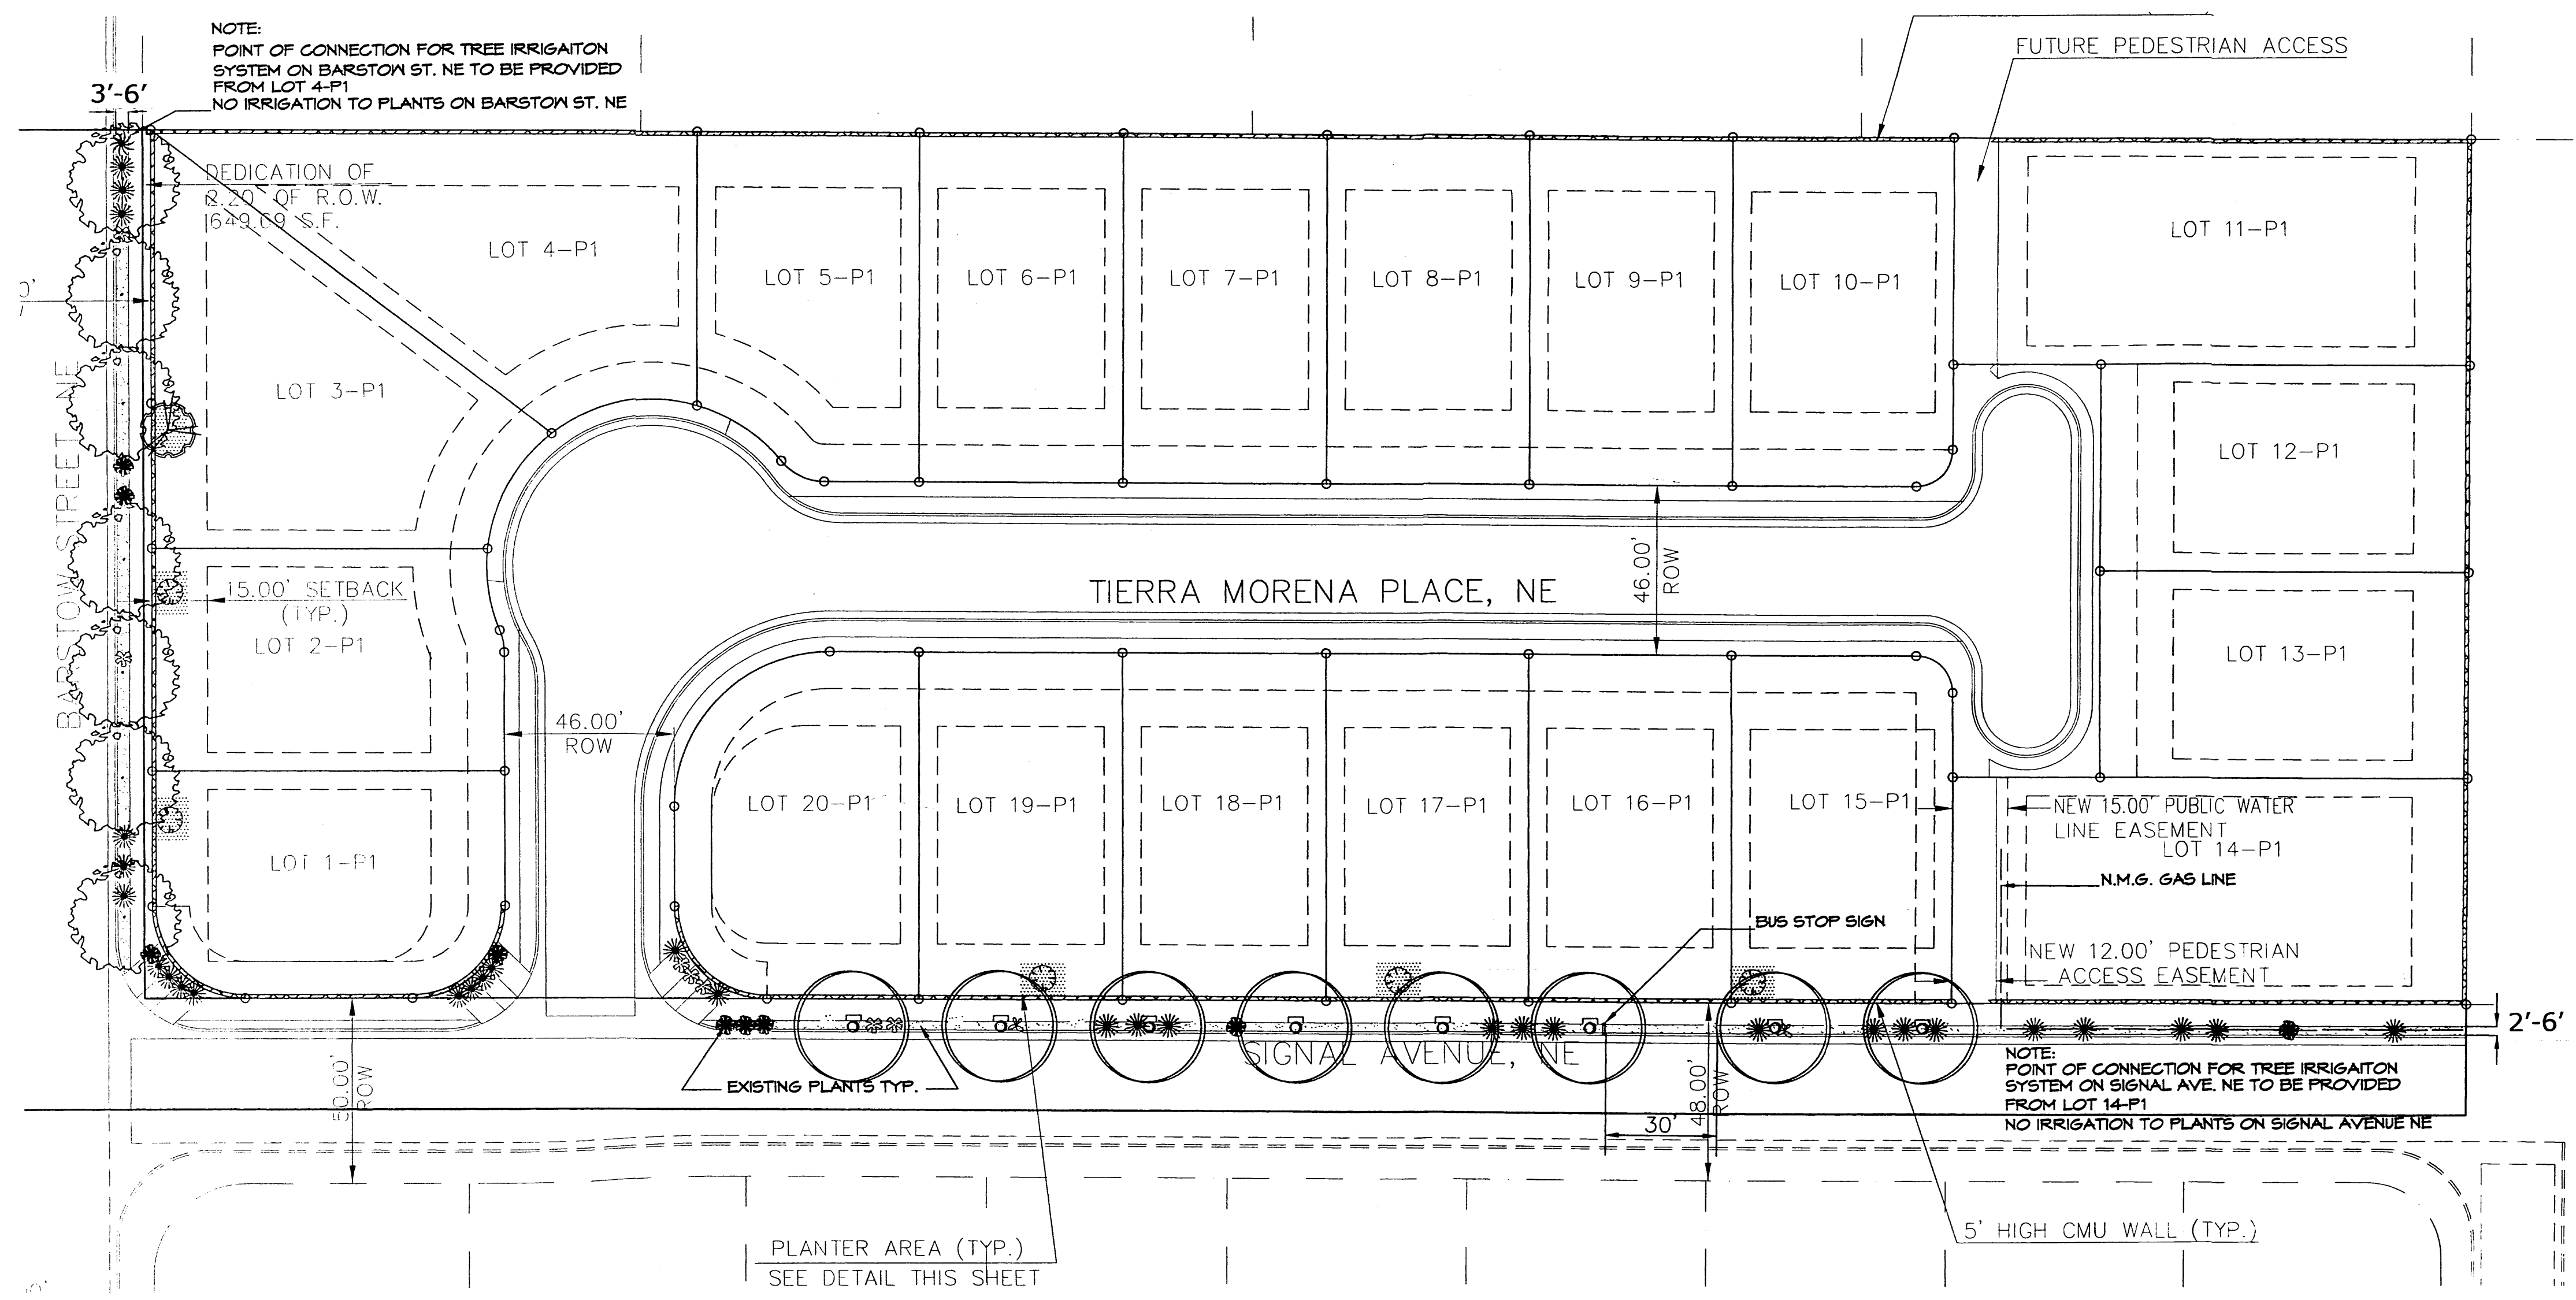 NOTE:
POINT OF CONNECTION FOR TREE IRRIGAITON
SYSTEM ON BARSTOW ST. NE TO BE PROVIDED
FROM LOT 4-P1
NO IRRIGATION TO PLANTS ON BARSTOW ST. NE
3'-6'
FUTURE PEDESTRIAN ACCESS
DEDICATION OF
2.20' OF R.O.W.
649.69 S.F.
LOT 4-P1
LOT 5-P1
LOT 6-P1
LOT 7-P1
LOT 8-P1
LOT 9-P1
LOT 10-P1
LOT 11-P1
LOT 3-P1
LOT 12-P1
BARSTOW STREET NE
15.00' SETBACK
(TYP.)
LOT 2-P1
TIERRA MORENA PLACE, NE
46.00'
ROW
LOT 13-P1
46.00'
ROW
LOT 20-P1
LOT 19-P1
LOT 18-P1
LOT 17-P1
LOT 16-P1
LOT 15-P1
NEW 15.00' PUBLIC WATER
LINE EASEMENT
LOT 14-P1
LOT 1-P1
N.M.G. GAS LINE
BUS STOP SIGN
NEW 12.00' PEDESTRIAN
ACCESS EASEMENT
2'-6'
SIGNAL AVENUE, NE
EXISTING PLANTS TYP.
50.00'
ROW
48.00'
ROW
30'
NOTE:
POINT OF CONNECTION FOR TREE IRRIGAITON
SYSTEM ON SIGNAL AVE. NE TO BE PROVIDED
FROM LOT 14-P1
NO IRRIGATION TO PLANTS ON SIGNAL AVENUE NE
PLANTER AREA (TYP.)
SEE DETAIL THIS SHEET
5' HIGH CMU WALL (TYP.)